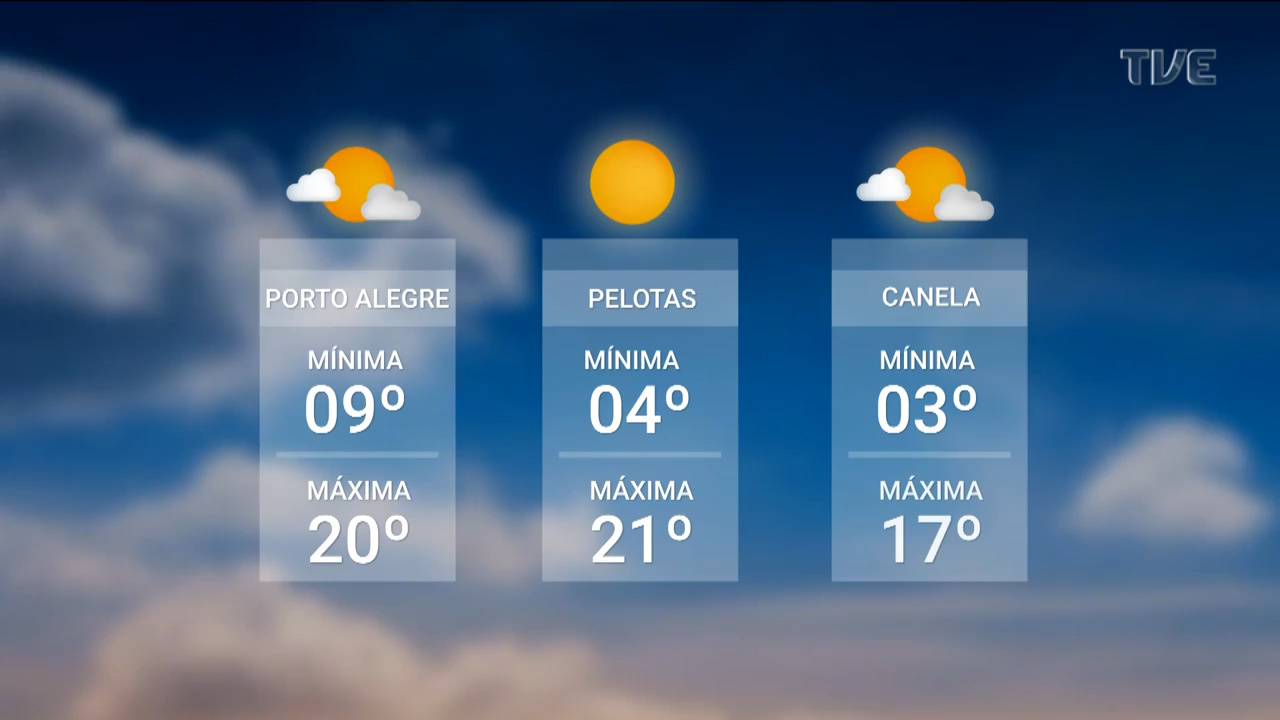 TVE
PORTO ALEGRE
MÍNIMA
09º
MÁXIMA
20º
PELOTAS
MÍNIMA
04º
MÁXIMA
21º
CANELA
MÍNIMA
03º
MÁXIMA
17º